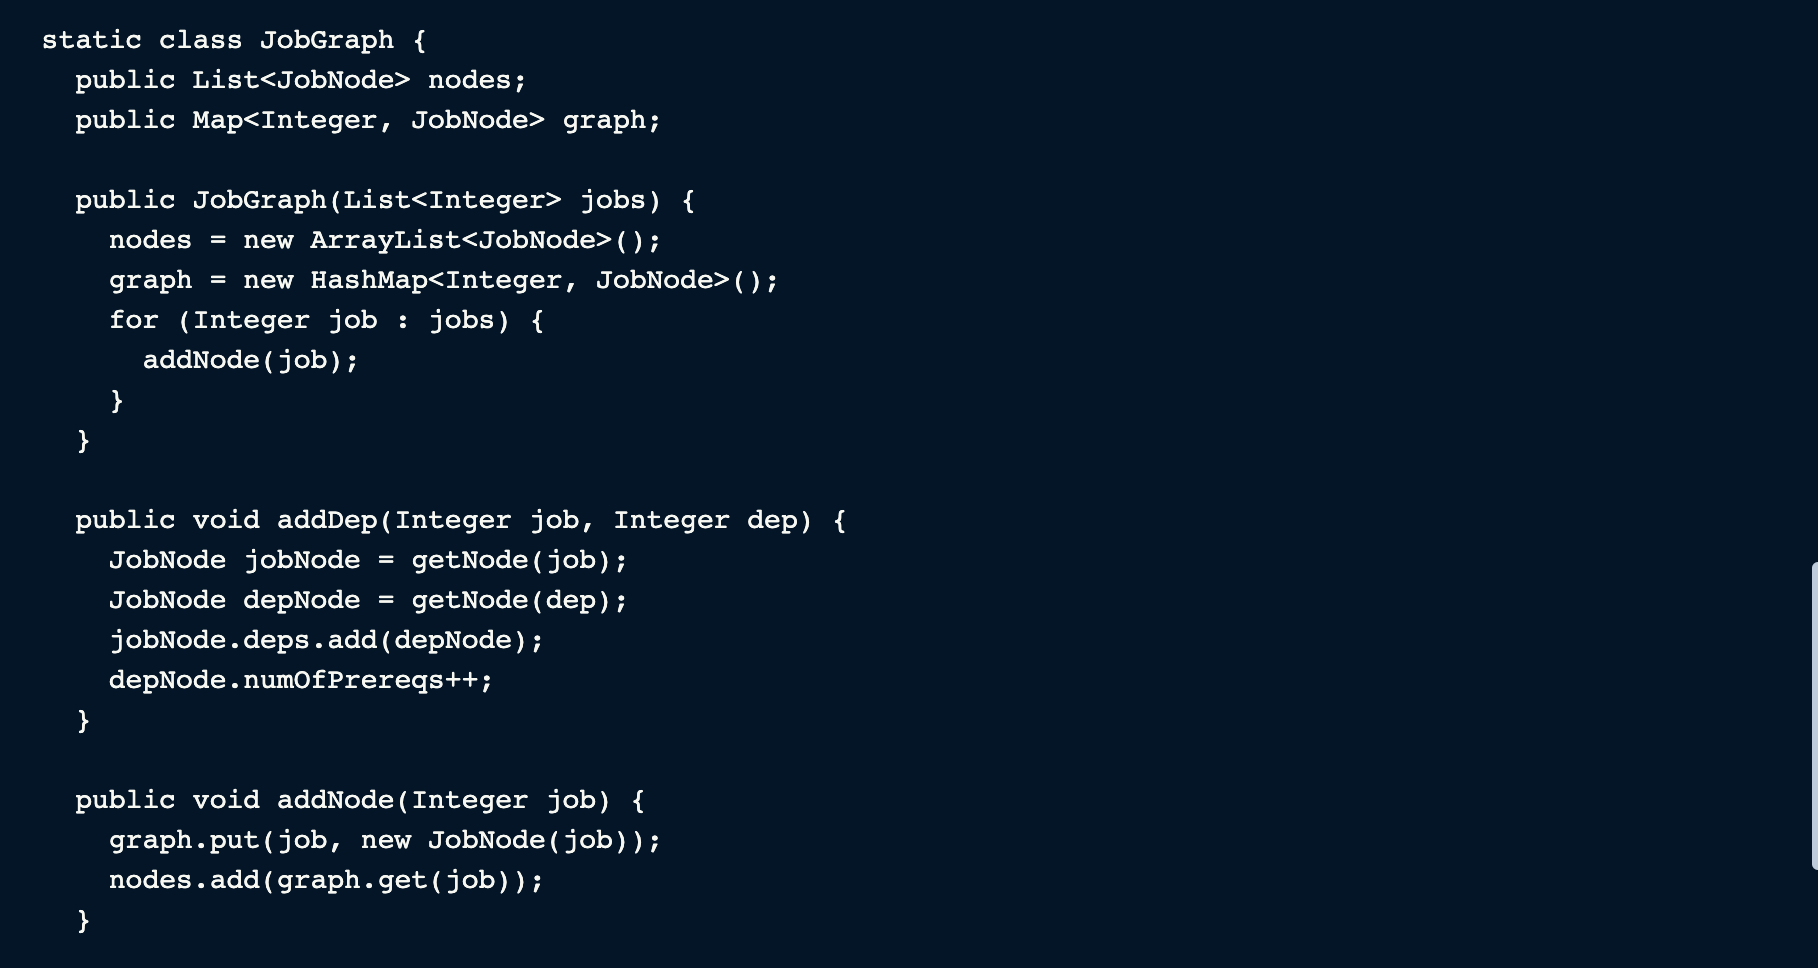 static class JobGraph {
public List<JobNode> nodes;
public Map<Integer, JobNode> graph;
public JobGraph(List<Integer> jobs) {
nodes = new ArrayList<JobNode>();
graph = new HashMap<Integer, JobNode>();
for (Integer job : jobs) {
addNode(job);
}
}
public void addDep(Integer job, Integer dep) {
JobNode jobNode = getNode(job);
JobNode depNode = getNode(dep);
jobNode.deps.add(depNode);
depNode.numOfPrereqs++;
}
public void addNode(Integer job) {
graph.put(job, new JobNode(job));
nodes.add(graph.get(job));
}